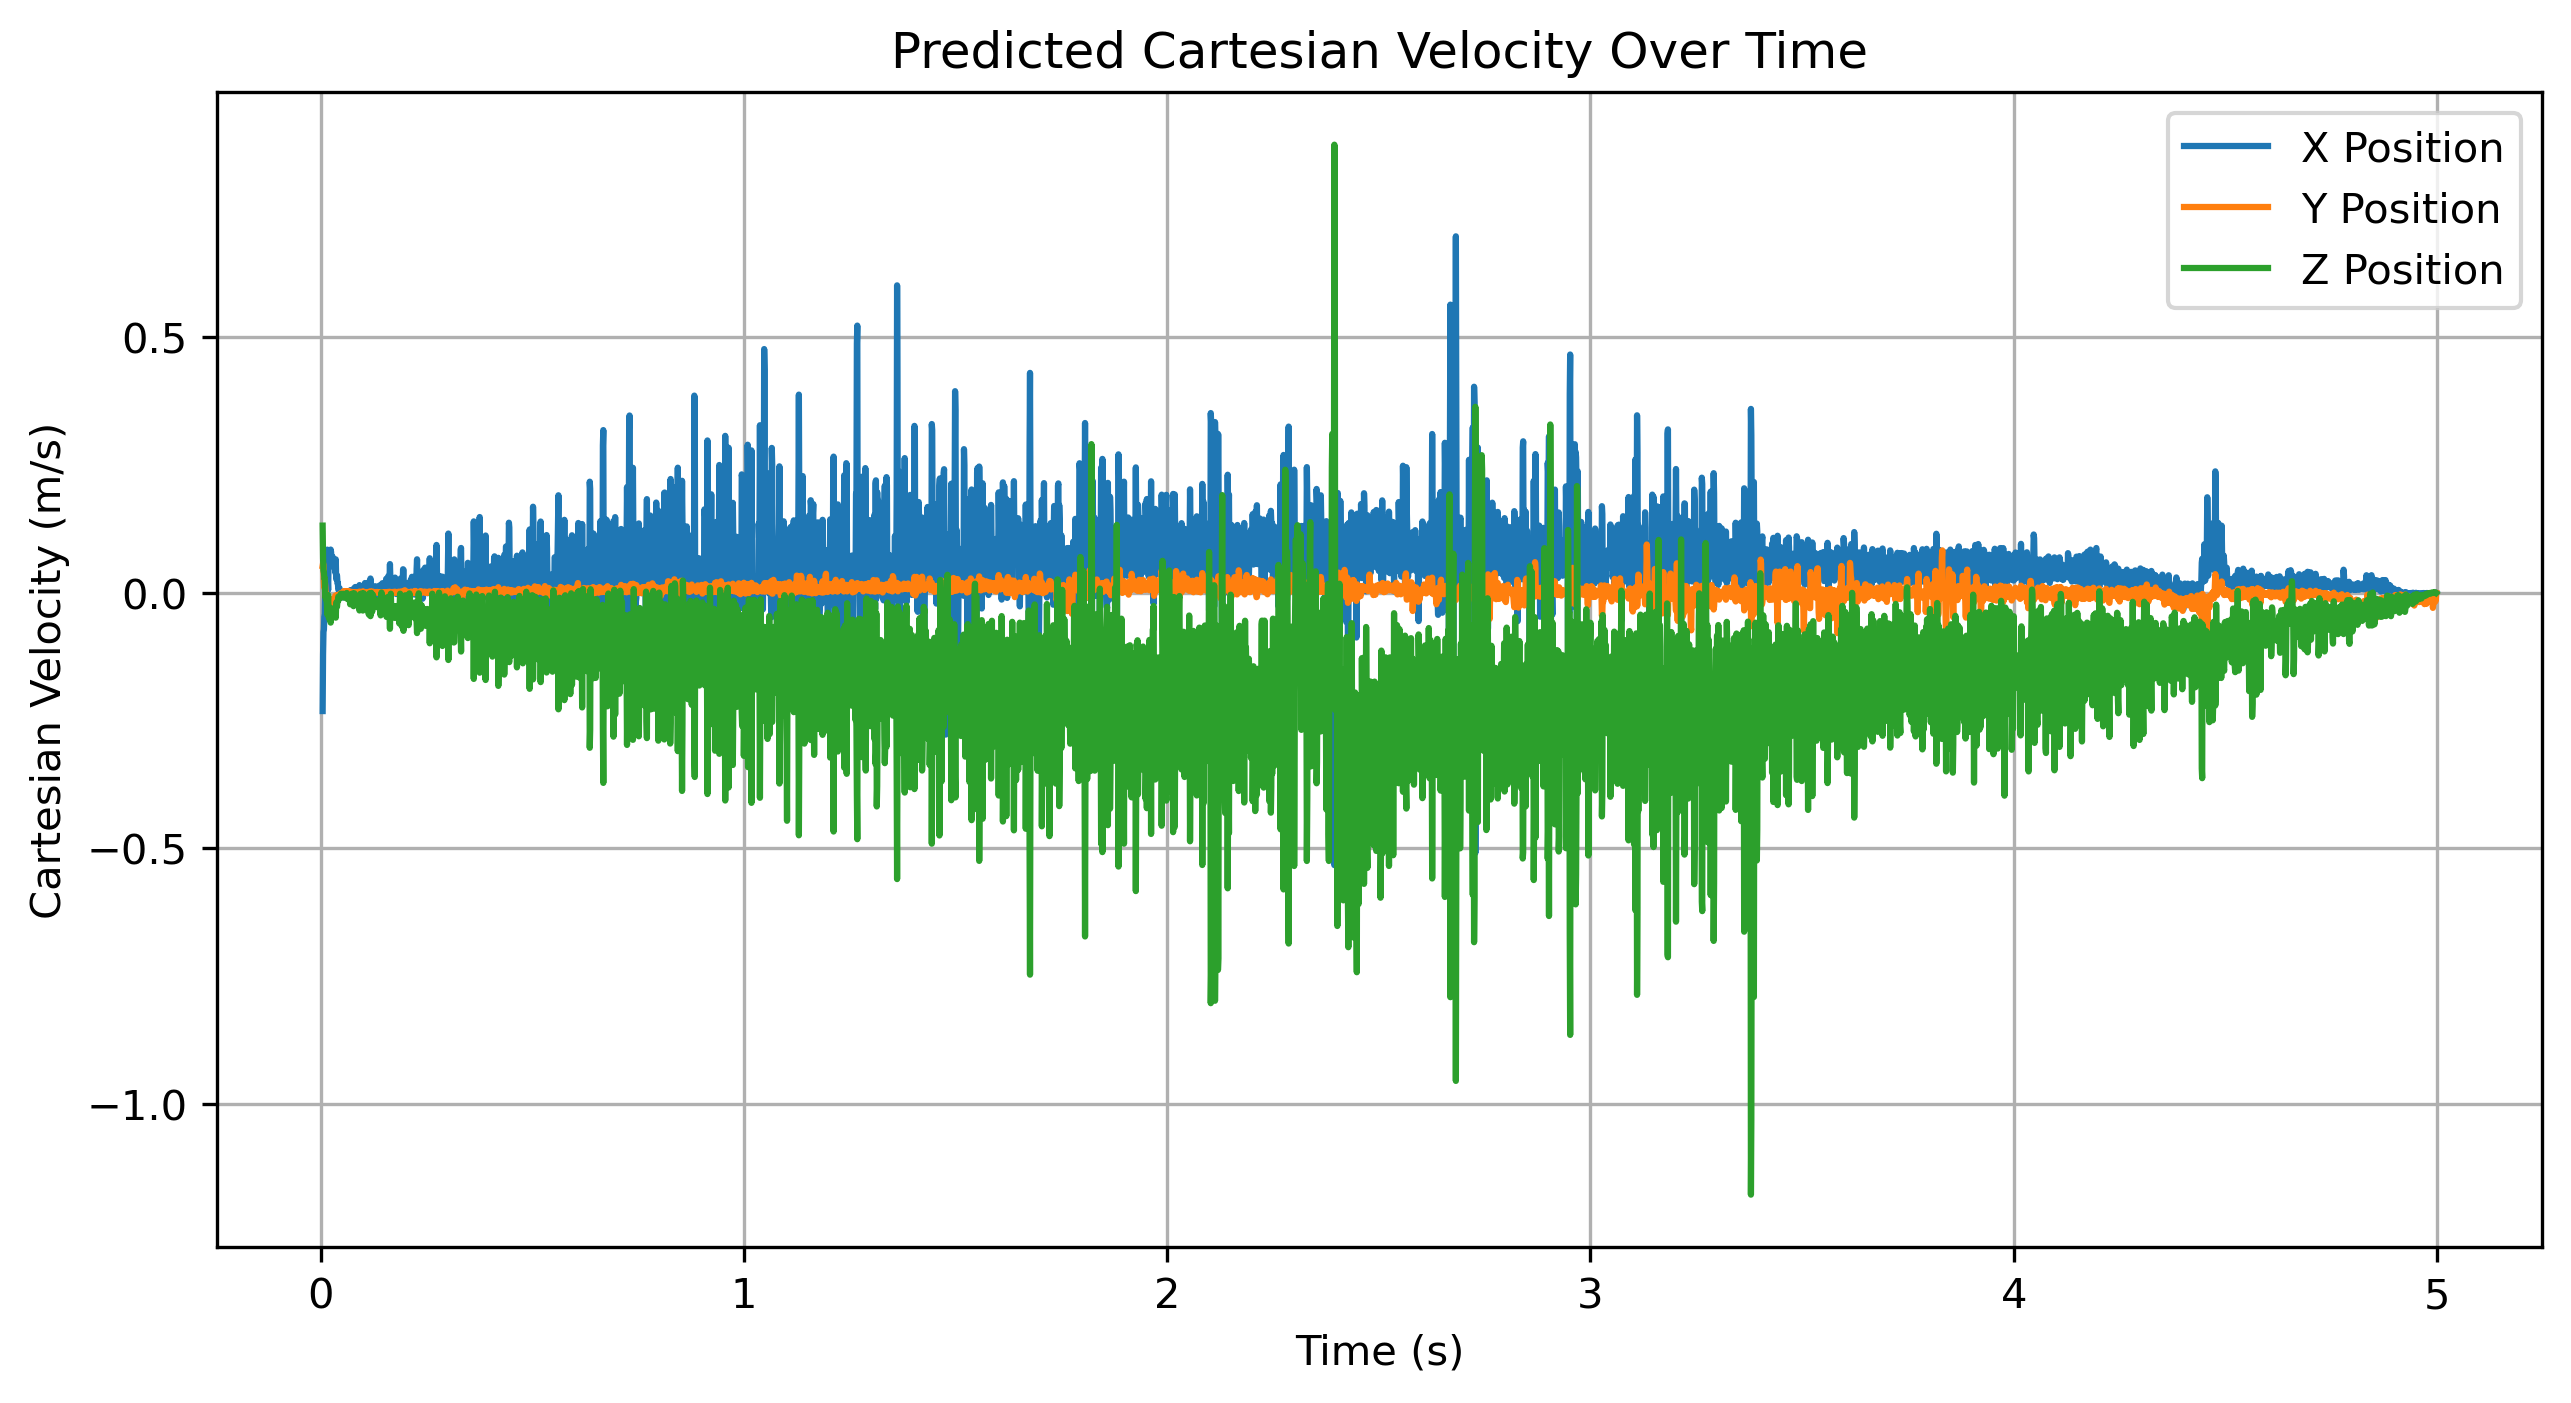 Predicted Cartesian Velocity Over Time
X Position
Y Position
Z Position
Cartesian Velocity (m/s)
0.5
0.0
−0.5
−1.0
0 1 2 3 4 5
Time (s)